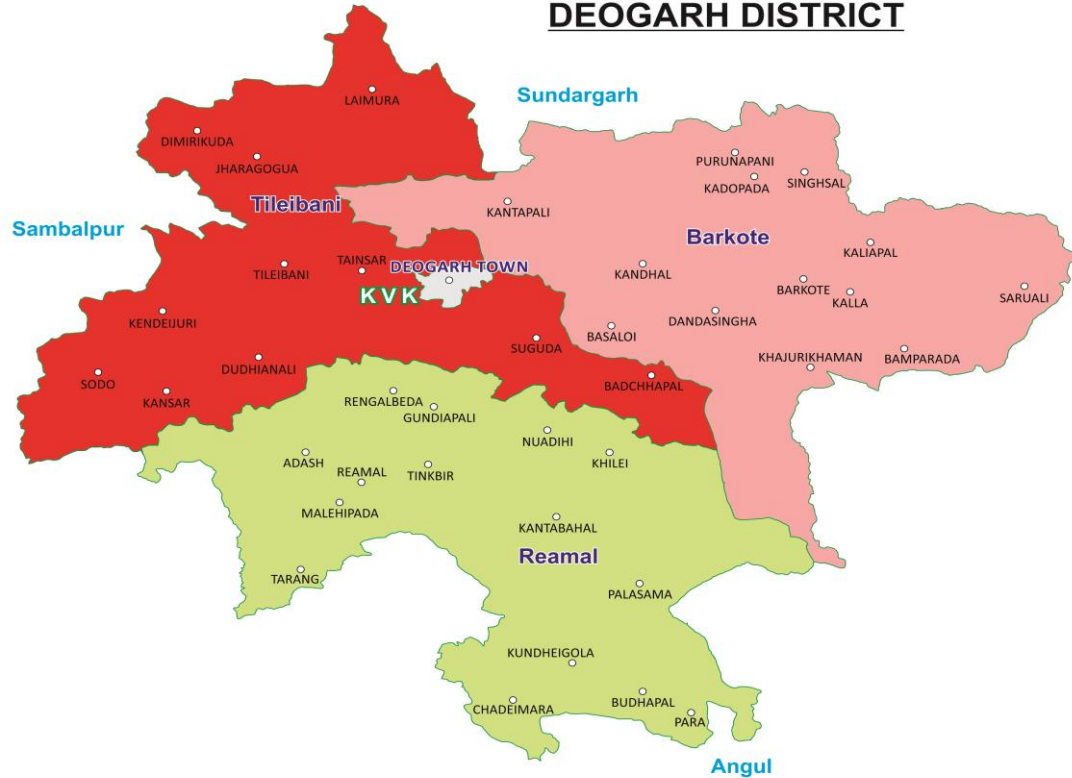 DEOGARH DISTRICT
LAIMURA
Sundargarh
DIMIRIKUDA
JHARAGOGUA
PURUNAPANI
KADOPADA
SINGHSAL
Tileibani
KANTAPALI
Sambalpur
Barkote
KALIAPAL
TILEIBANI
TAINSAR
DEOGARH TOWN
KANDHAL
KVK
BARKOTE
KALLA
SARUALI
KENDEIJURI
DANDASINGHA
BASALOI
SUGUDA
DUDHIANALI
KHAJURIKHAMAN
BAMPARADA
SODO
KANSAR
BADCHHAPAL
RENGALBEDA
GUNDIAPALI
NUADIHI
ADASH
KHILEI
REAMAL
TINKBIR
MALEHIPADA
KANTABAHAL
Reamal
TARANG
PALASAMA
KUNDHEIGOLA
CHADEIMARA
BUDHAPAL
PARA
Angul